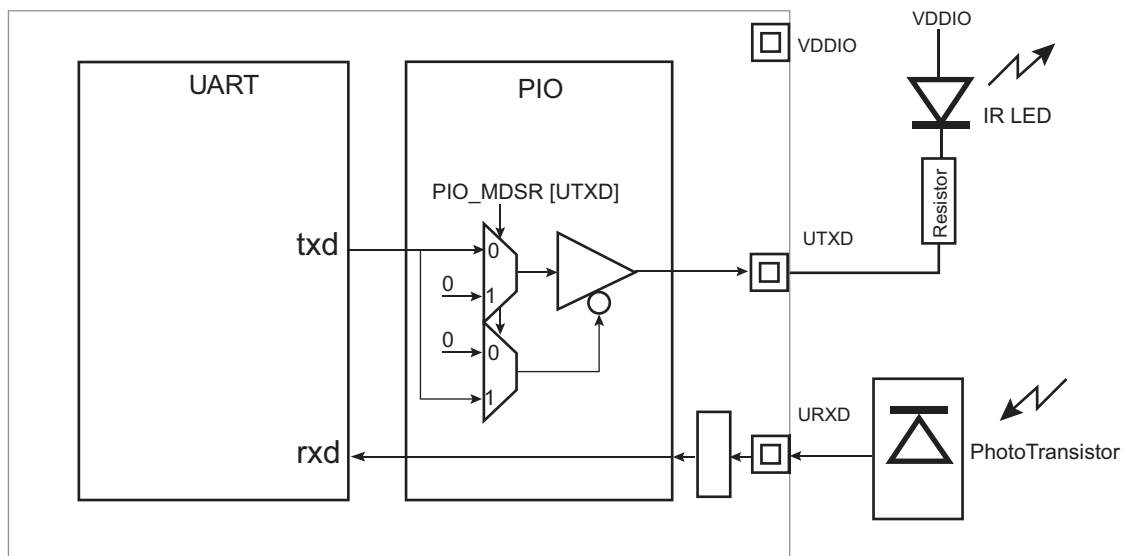 VDDIO
VDDIO
UART
PIO
IR LED
PIO_MDSR [UTXD]
Resistor
txd
0
UTXD
0
1
0
0
1
URXD
rxd
PhotoTransistor